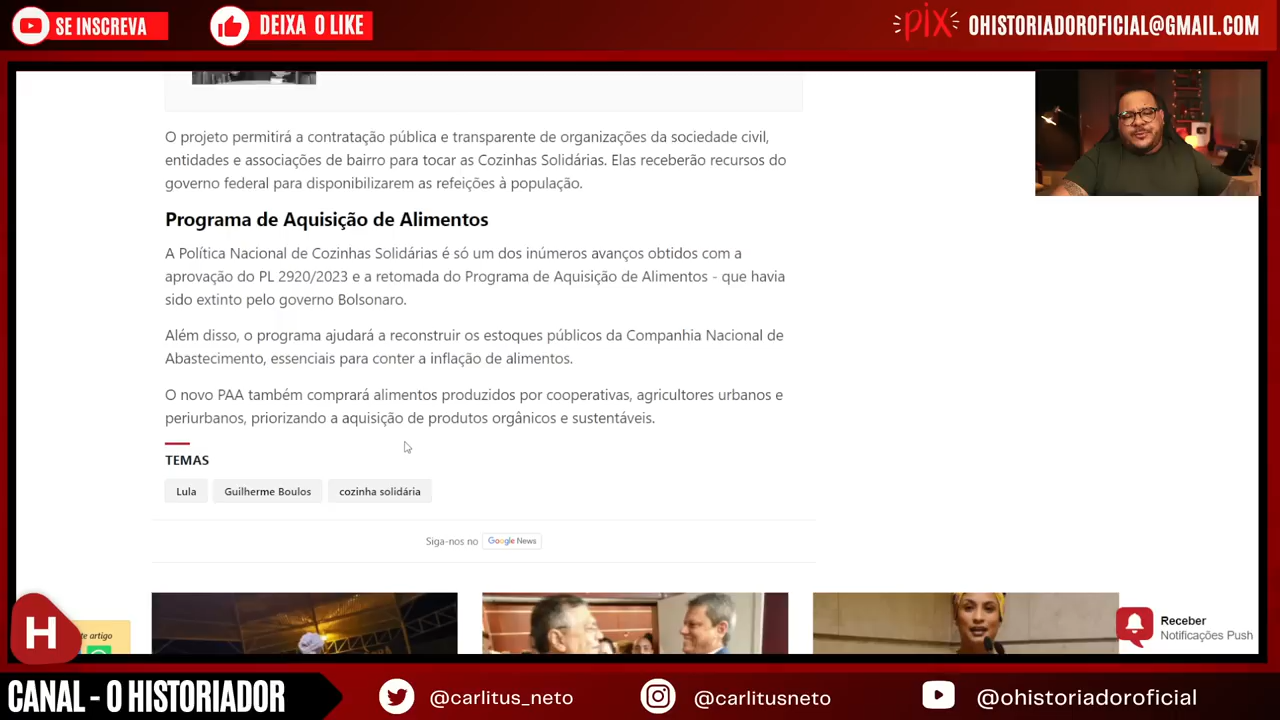 SE INSCREVA
DEIXA O LIKE
PIX
OHISTORIADOROFICIAL@GMAIL.COM
O projeto permitirá a contratação pública e transparente de organizações da sociedade civil,
entidades e associações de bairro para tocar as Cozinhas Solidárias. Elas receberão recursos do
governo federal para disponibilizarem as refeições à população.
Programa de Aquisição de Alimentos
A Política Nacional de Cozinhas Solidárias é só um dos inúmeros avanços obtidos com a
aprovação do PL 2920/2023 e a retomada do Programa de Aquisição de Alimentos - que havia
sido extinto pelo governo Bolsonaro.
Além disso, o programa ajudará a reconstruir os estoques públicos da Companhia Nacional de
Abastecimento, essenciais para conter a inflação de alimentos.
O novo PAA também comprará alimentos produzidos por cooperativas, agricultores urbanos e
periurbanos, priorizando a aquisição de produtos orgânicos e sustentáveis.
TEMAS
Lula Guilherme Boulos cozinha solidária
Siga-nos no Google News
Receber
Notificações Push
te artigo
H
CANAL - O HISTORIADOR
@carlitus_neto
@carlitusneto
@ohistoriadoroficial